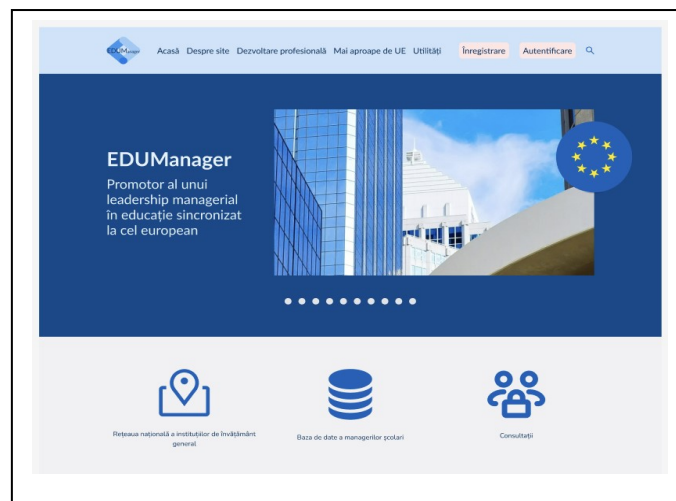 EDUManager
Acasă Despre site Dezvoltare profesională Mai aproape de UE Utilități Înregistrare Autentificare
EDUManager
Promotor al unui
leadership managerial
în educație sincronizat
la cel european
Rețeaua națională a instituțiilor de învățământ
general
Baza de date a managerilor școlari
Consultații